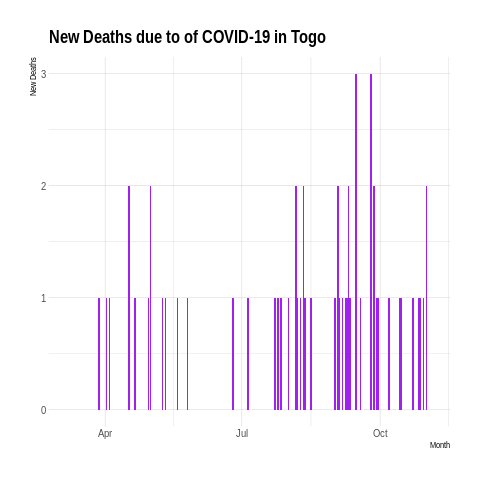 New Deaths due to of COVID-19 in Togo
New Deaths
3
2
1
0
Apr
Jul
Oct
Month